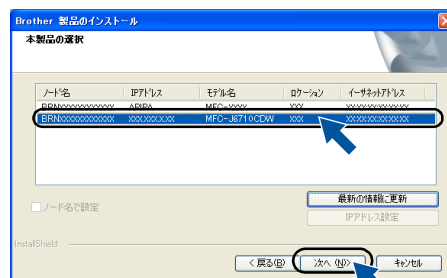 Brother 製品のインストール
本製品の選択
ノード名 IPアドレス モデル名 ロケーション イーサネットアドレス
BRNxxxxxxxxxxxx APIPA MFC-xxxx XXX xx:xx:xx:xx:xx:xx
BRNxxxxxxxxxxxx xxx.xxx.xxx.xx MFC-J6710CDW xxx xx:xx:xx:xx:xx:xx
最新の情報に更新
ノード名で設定
IPアドレス設定
InstallShield
< 戻る(B) 次へ (N)> キャンセル